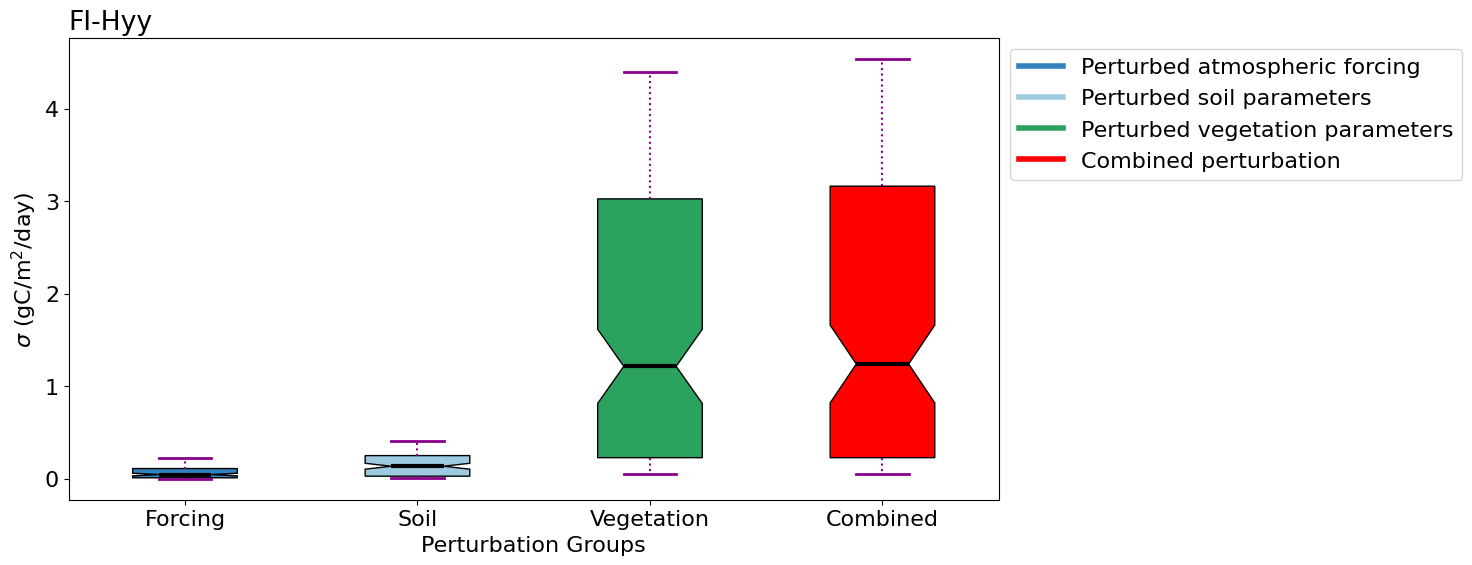 FI-Hyy
4
3
2
1
0
σ (gC/m²/day)
Forcing
Soil
Vegetation
Combined
Perturbation Groups
Perturbed atmospheric forcing
Perturbed soil parameters
Perturbed vegetation parameters
Combined perturbation